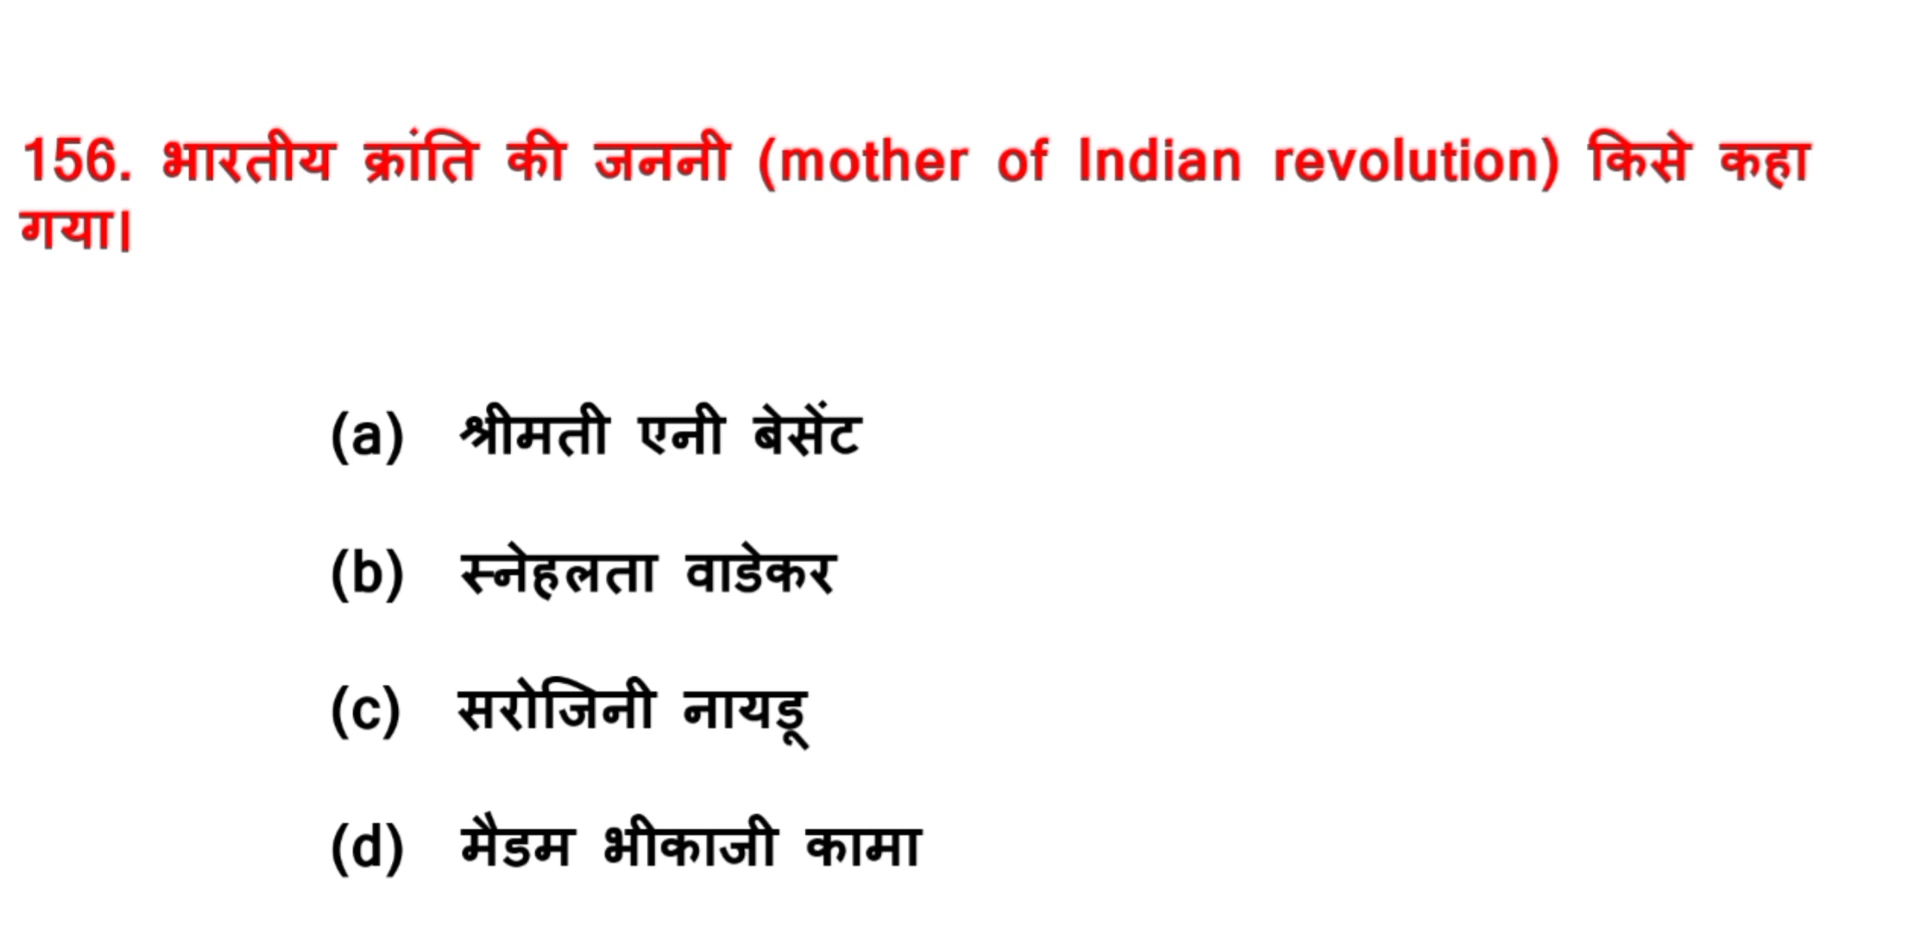 156. भारतीय क्रांति की जननी (mother of Indian revolution) किसे कहा
गया।
(a) श्रीमती एनी बेसेंट
(b) स्नेहलता वाडेकर
(c) सरोजिनी नायडू
(d) मैडम भीकाजी कामा